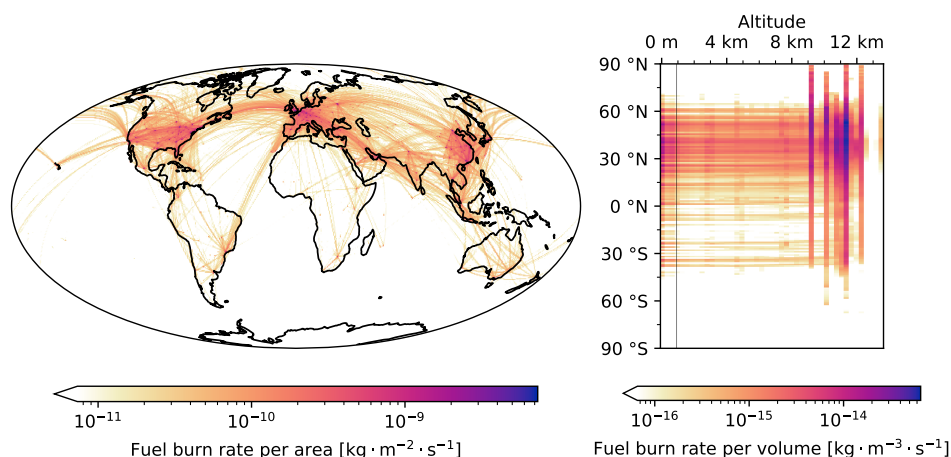 Altitude
0 m 4 km 8 km 12 km
90 °N
60 °N
30 °N
0 °N
30 °S
60 °S
90 °S
10⁻¹¹ 10⁻¹⁰ 10⁻⁹
Fuel burn rate per area [kg · m⁻² · s⁻¹]
10⁻¹⁶ 10⁻¹⁵ 10⁻¹⁴
Fuel burn rate per volume [kg · m⁻³ · s⁻¹]